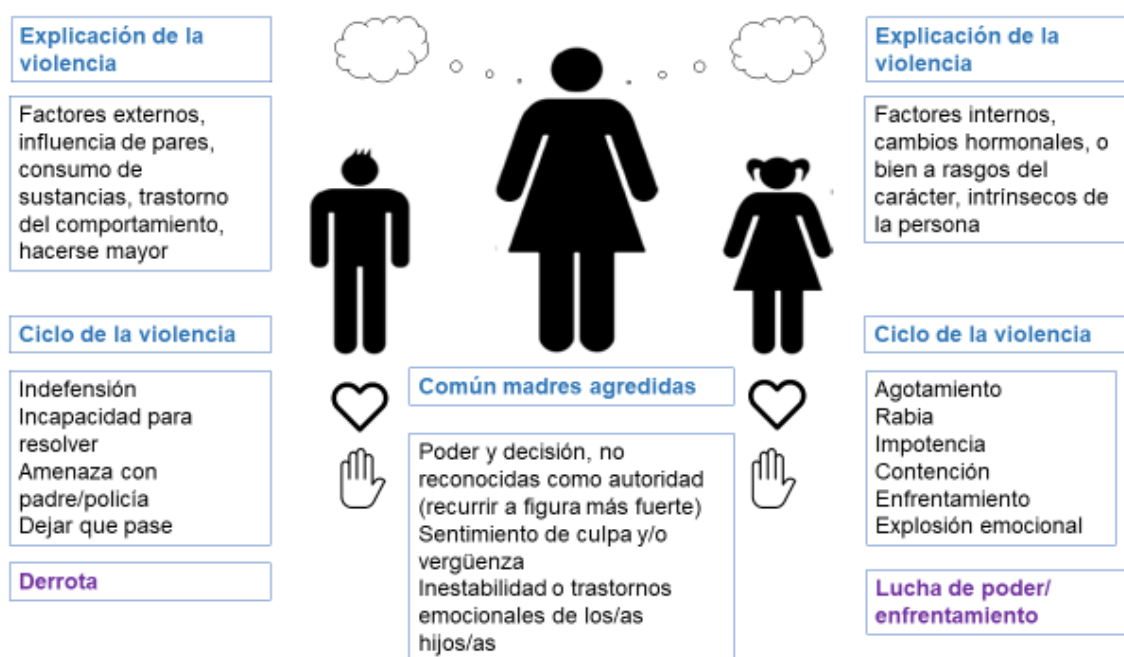 Explicación de la
violencia
Factores externos,
influencia de pares,
consumo de
sustancias, trastorno
del comportamiento,
hacerse mayor
Ciclo de la violencia
Indefensión
Incapacidad para
resolver
Amenaza con
padre/policía
Dejar que pase
Derrota
Común madres agredidas
Poder y decisión, no
reconocidas como autoridad
(recurrir a figura más fuerte)
Sentimiento de culpa y/o
vergüenza
Inestabilidad o trastornos
emocionales de los/as
hijos/as
Explicación de la
violencia
Factores internos,
cambios hormonales, o
bien a rasgos del
carácter, intrínsecos de
la persona
Ciclo de la violencia
Agotamiento
Rabia
Impotencia
Contención
Enfrentamiento
Explosión emocional
Lucha de poder/
enfrentamiento